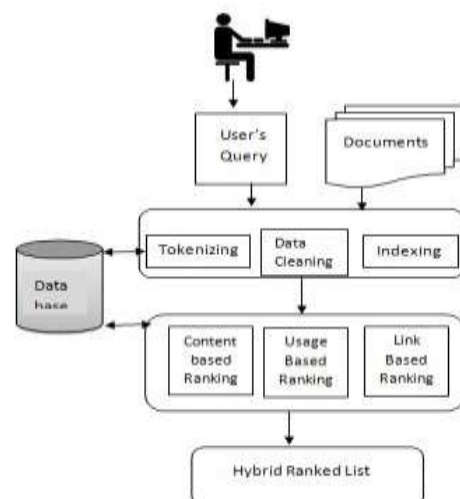 User's
Query
Documents
Tokenizing
Data
Cleaning
Indexing
Data
base
Content
based
Ranking
Usage
Based
Ranking
Link
Based
Ranking
Hybrid Ranked List